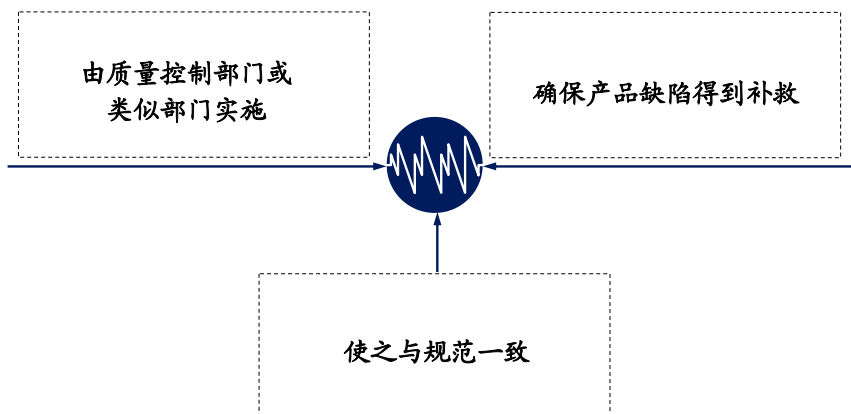 由质量控制部门或
类似部门实施
确保产品缺陷得到补救
使之与规范一致